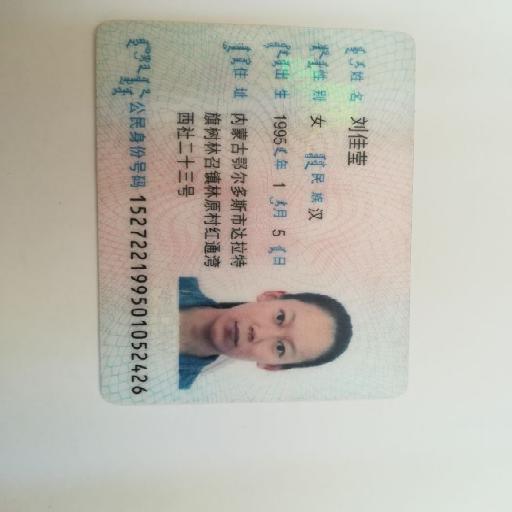 姓名 刘佳莹
性别 女 民族 汉
出生 1995 年 1 月 5 日
住址 内蒙古鄂尔多斯市达拉特
旗树林召镇林原村红通湾
西社二十三号
公民身份号码 152722199501052426